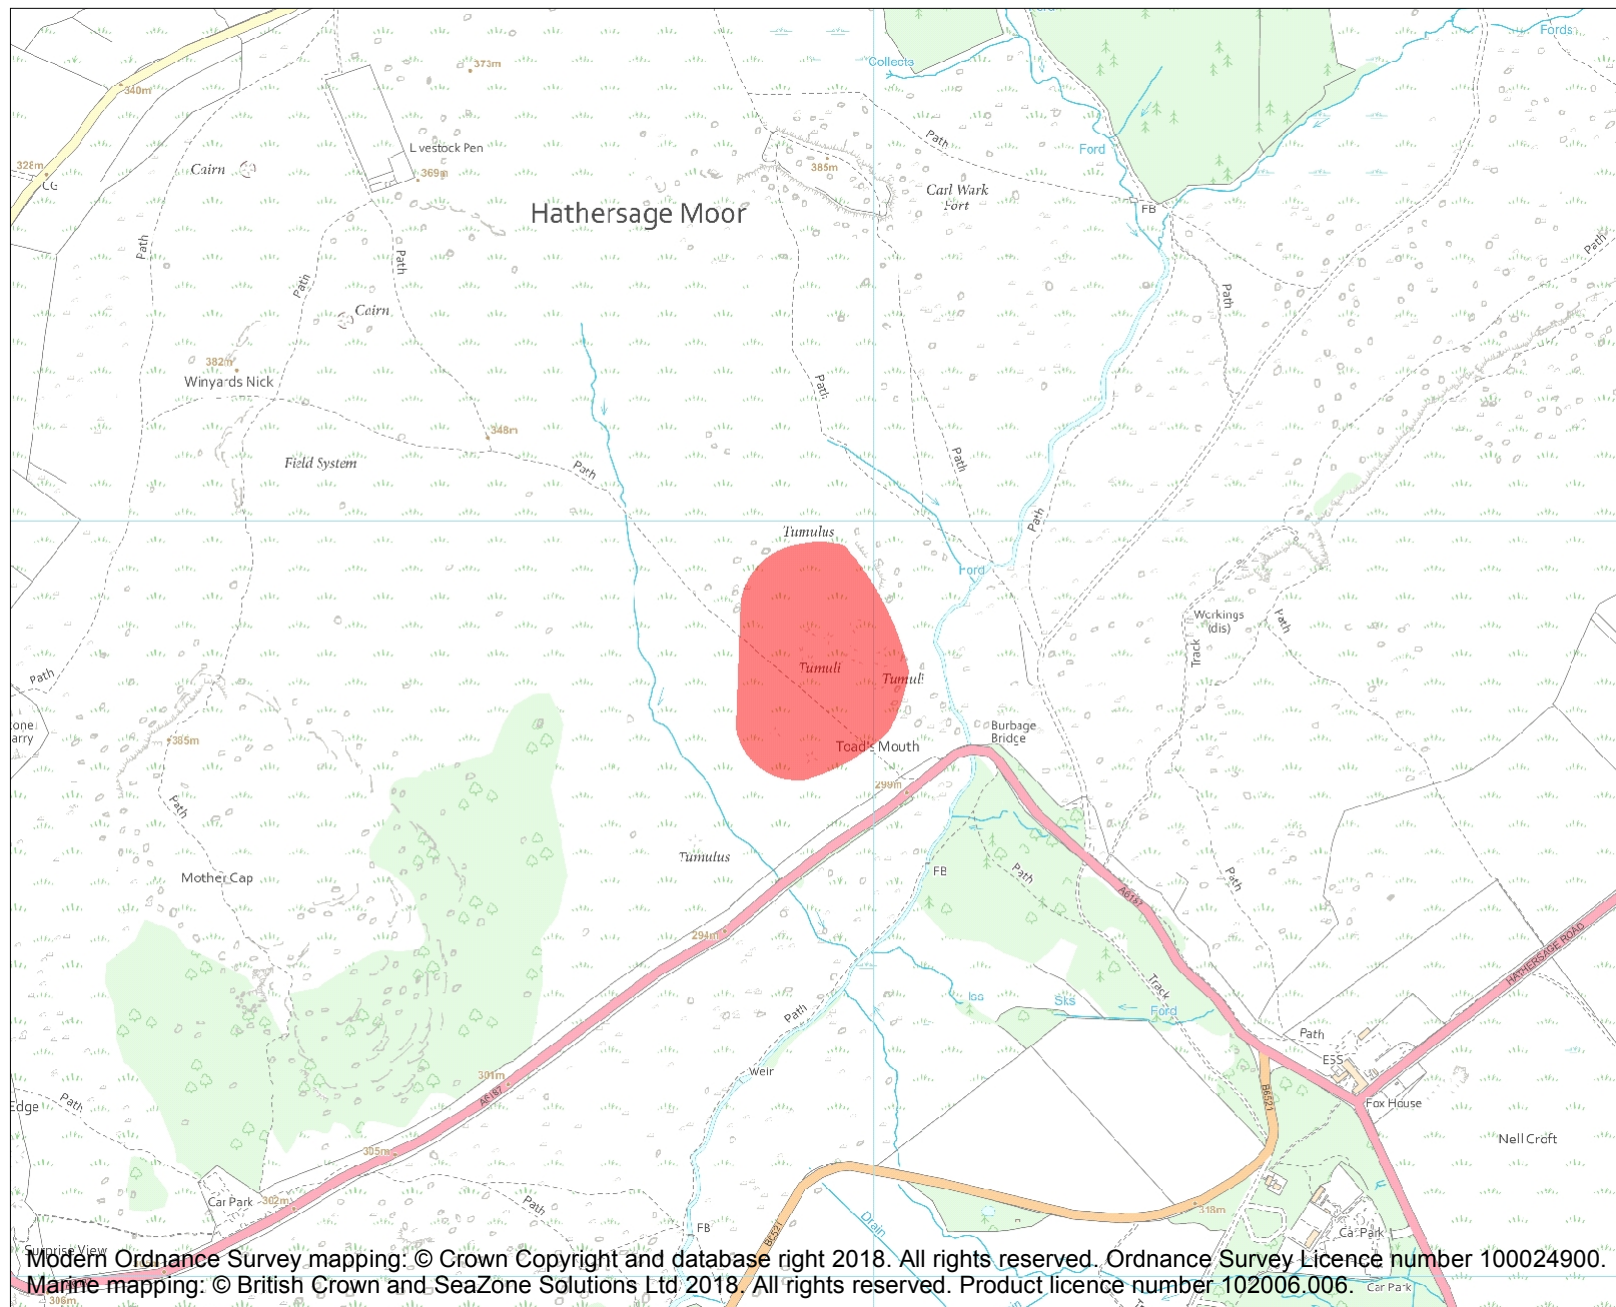 Ford
Fords
Collects
373m
340m
Path
Ford
328m
CG
Cairn
Livestock Pen
369m
385m
Carl Wark
Fort
FB
Hathersage Moor
Path
Path
Path
Path
Path
Cairn
382m
Winyards Nick
Path
348m
Field System
Path
Path
Path
Tumulus
Ford
Workings
(dis)
Path
Track
Path
Tumuli
Tumuli
385m
Burbage
Bridge
Toad's Mouth
299m
Path
Tumulus
Mother Cap
FB
Path
A6187
Path
294m
HATHERSAGE ROAD
Track
Sks
Ford
Path
Path
ESS
301m
A6187
Weir
B6521
Fox House
Edge
Path
Nell Croft
305m
Car Park
302m
Path
318m
Drain
FB
B6521
Car Park
Surprise View
Modern Ordnance Survey mapping: © Crown Copyright and database right 2018. All rights reserved. Ordnance Survey Licence number 100024900.
Marine mapping: © British Crown and SeaZone Solutions Ltd 2018. All rights reserved. Product licence number 102006.006.
Car Park
306m